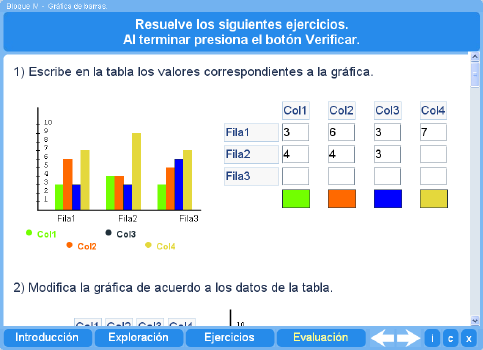 Bloque IV - Gráfica de barras.
Resuelve los siguientes ejercicios.
Al terminar presiona el botón Verificar.
1) Escribe en la tabla los valores correspondientes a la gráfica.
Col1 Col2 Col3 Col4
Fila1 3 6 3 7
Fila2 4 4 3
Fila3
10
9
8
7
6
5
4
3
2
1
Fila1 Fila2 Fila3
Col1 Col3
Col2 Col4
2) Modifica la gráfica de acuerdo a los datos de la tabla.
Col1 Col2 Col3 Col4 10
Introducción Exploración Ejercicios Evaluación i c x